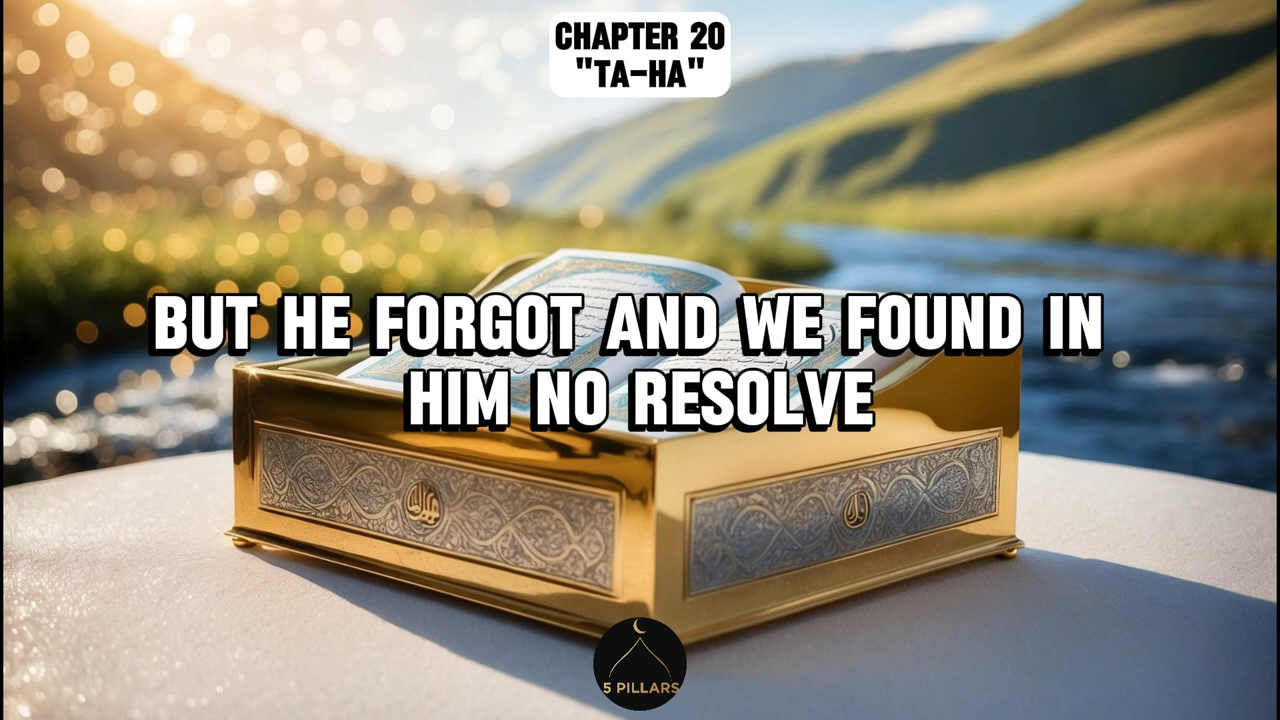 CHAPTER 20
"TA-HA"
BUT HE FORGOT AND WE FOUND IN
HIM NO RESOLVE
5 PILLARS